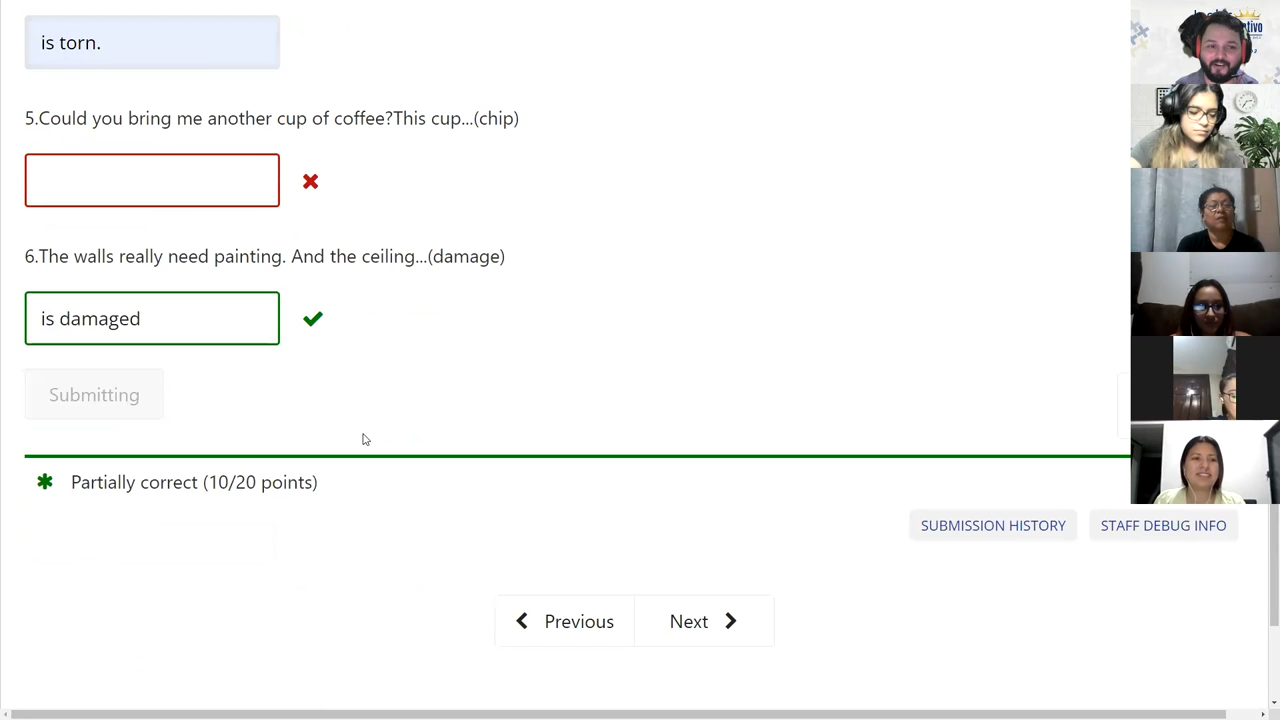 is torn.
5.Could you bring me another cup of coffee?This cup...(chip)
6.The walls really need painting. And the ceiling...(damage)
is damaged
Submitting
Partially correct (10/20 points)
SUBMISSION HISTORY
STAFF DEBUG INFO
Previous
Next